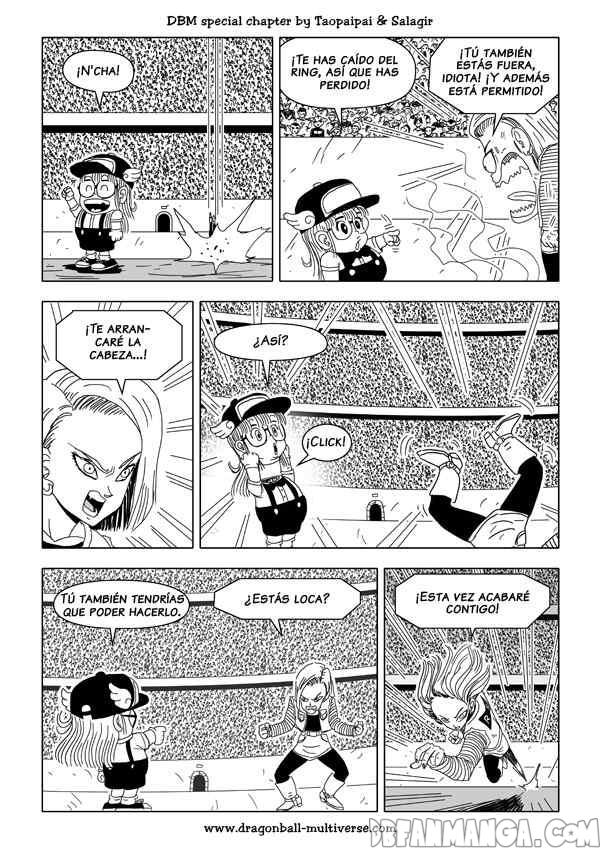 DBM special chapter by Taopaipai & Salagir
¡N'CHA!
¡TE HAS CAÍDO DEL
RING, ASÍ QUE HAS
PERDIDO!
¡TÚ TAMBIÉN
ESTÁS FUERA,
IDIOTA! ¡Y ADEMÁS
ESTÁ PERMITIDO!
¡TE ARRAN-
CARÉ LA
CABEZA...!
¿ASÍ?
¡CLICK!
TÚ TAMBIÉN TENDRÍAS
QUE PODER HACERLO.
¿ESTÁS LOCA?
¡ESTA VEZ ACABARÉ
CONTIGO!
www.dragonball-multiverse.com
DBFANMANGA.COM